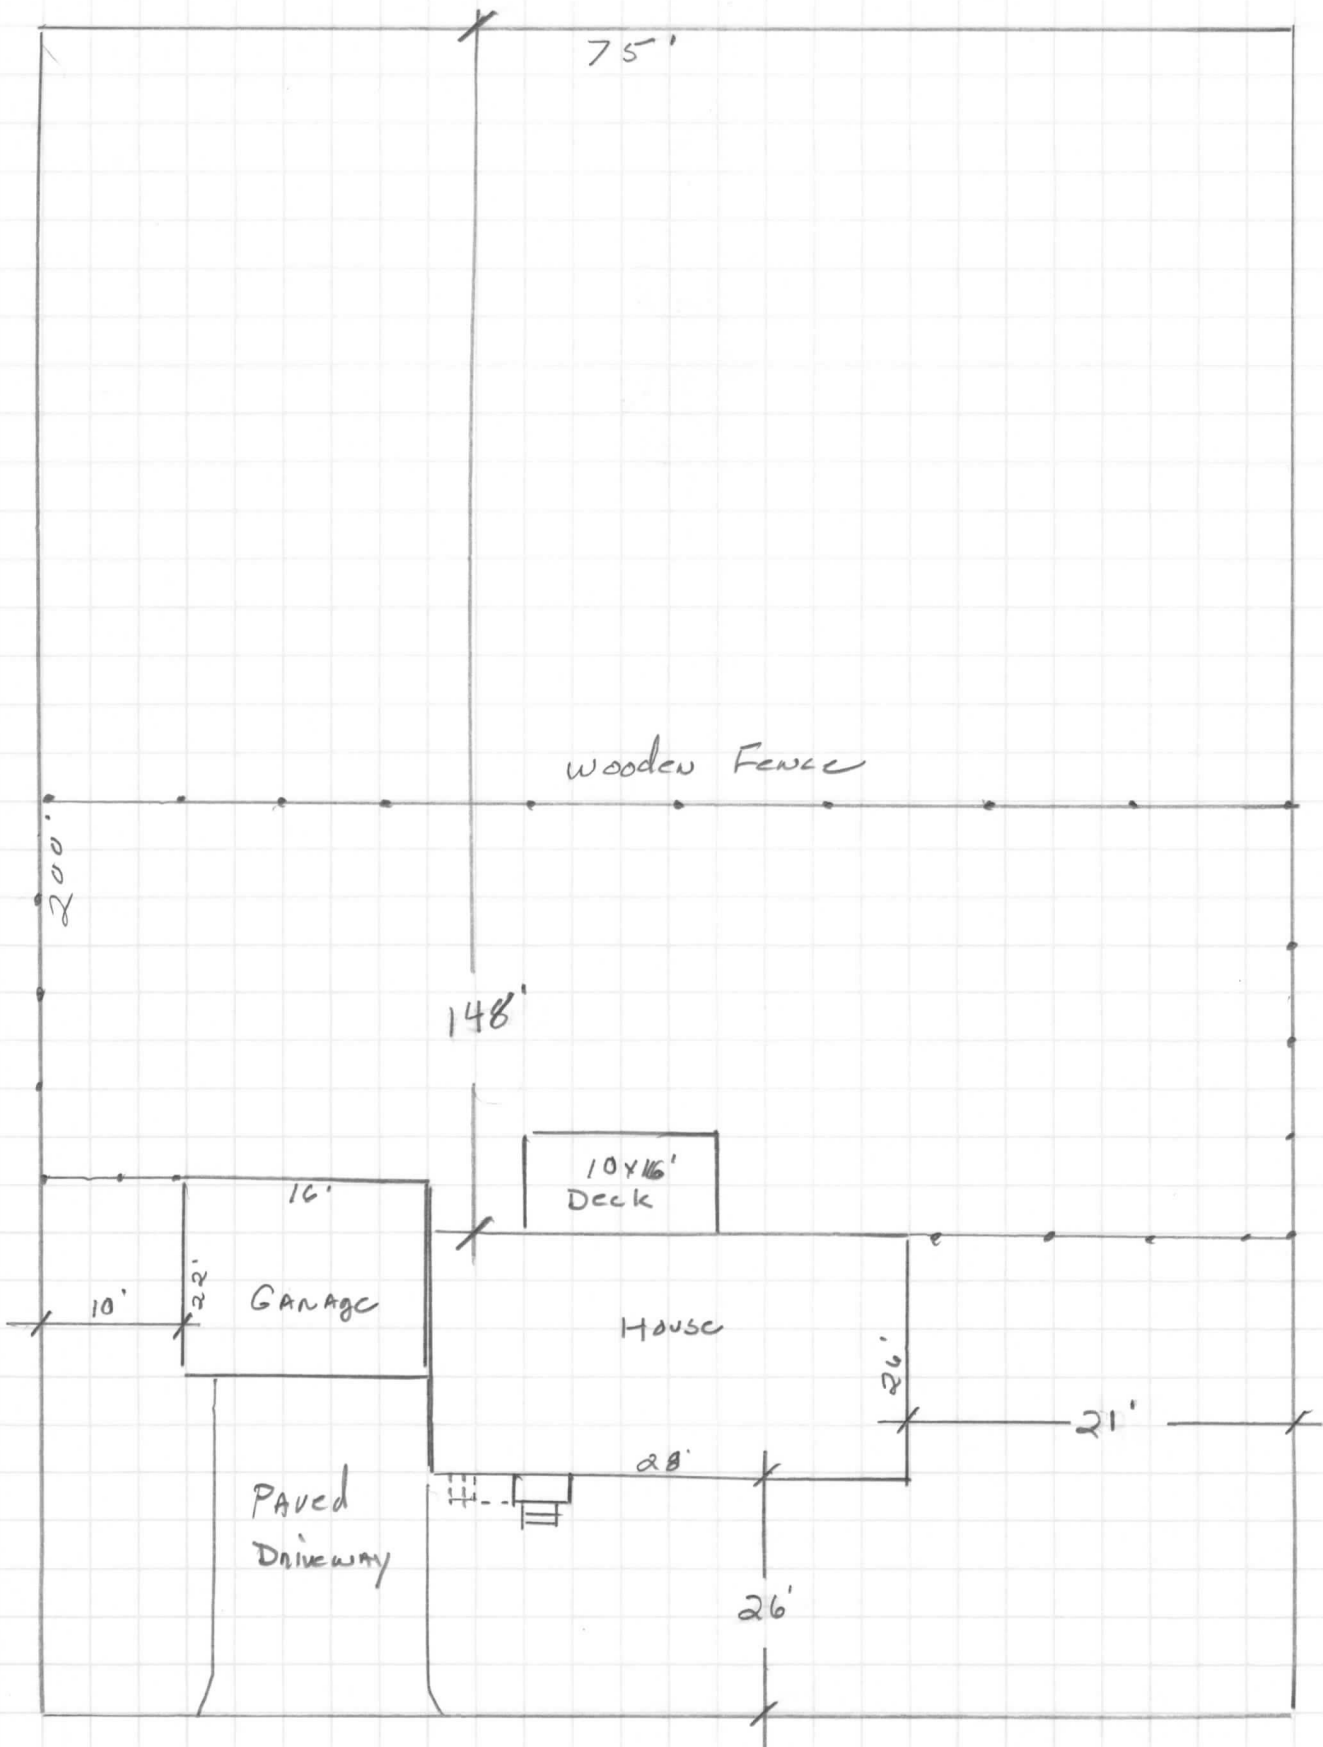 75'
Wooden Fence
200'
148'
10x16'
Deck
16'
22'
10'
GARAge
House
26'
21'
28'
PAved
DrivewAy
26'